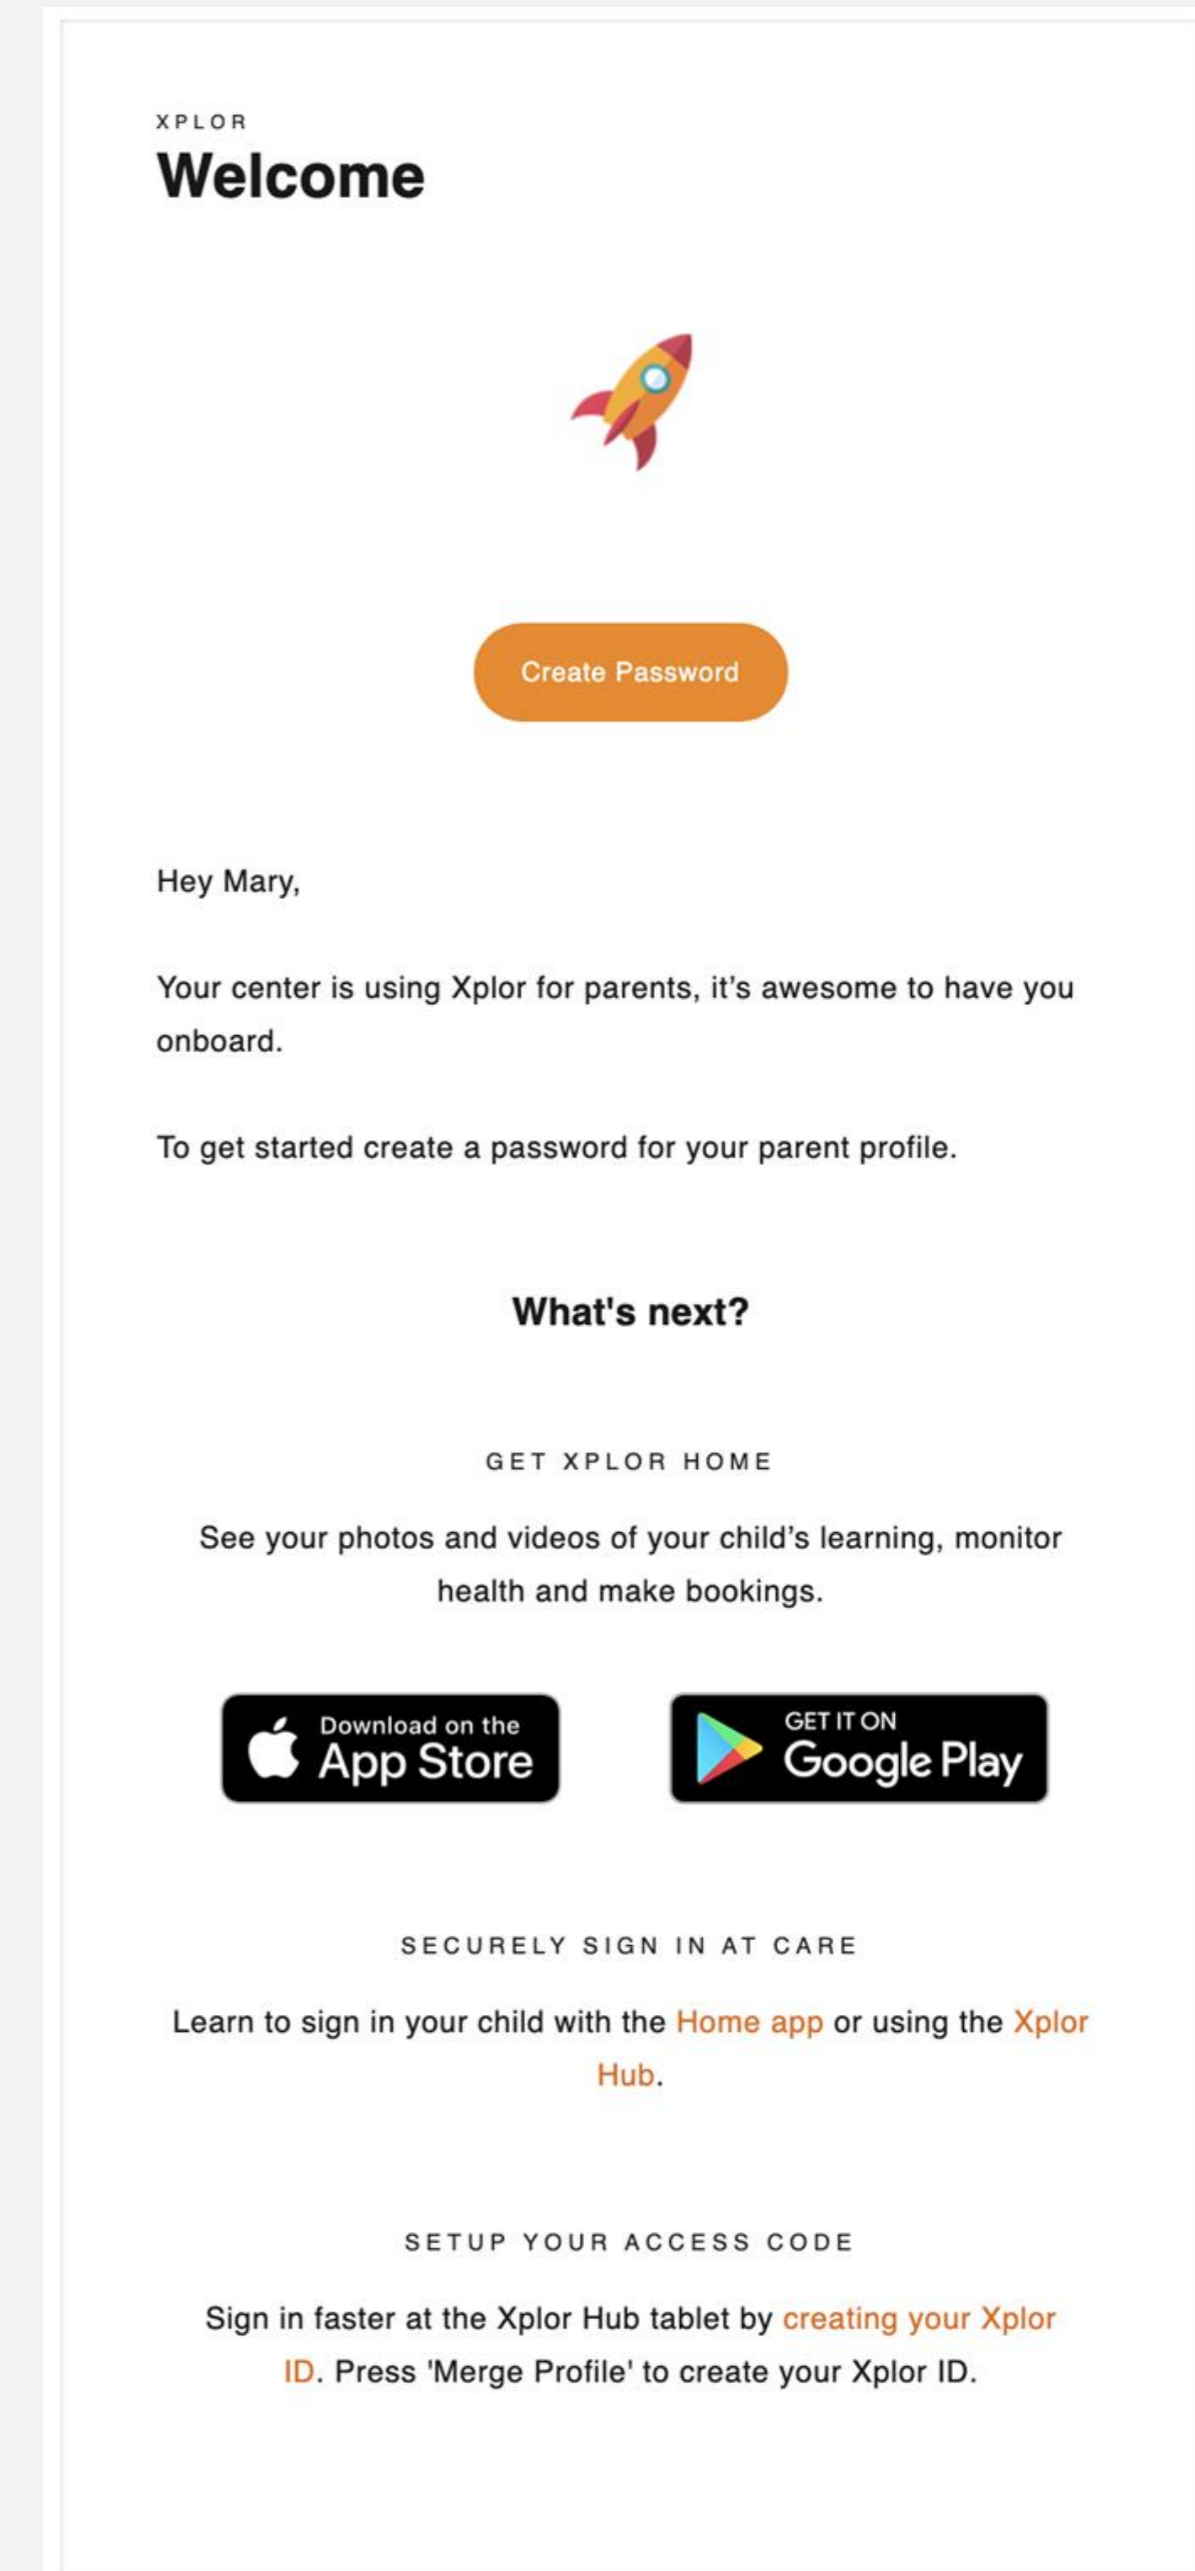 XPLOR
Welcome
Create Password
Hey Mary,
Your center is using Xplor for parents, it’s awesome to have you
onboard.
To get started create a password for your parent profile.
What's next?
GET XPLOR HOME
See your photos and videos of your child’s learning, monitor
health and make bookings.
Download on the
App Store
GET IT ON
Google Play
SECURELY SIGN IN AT CARE
Learn to sign in your child with the Home app or using the Xplor
Hub.
SETUP YOUR ACCESS CODE
Sign in faster at the Xplor Hub tablet by creating your Xplor
ID. Press 'Merge Profile' to create your Xplor ID.